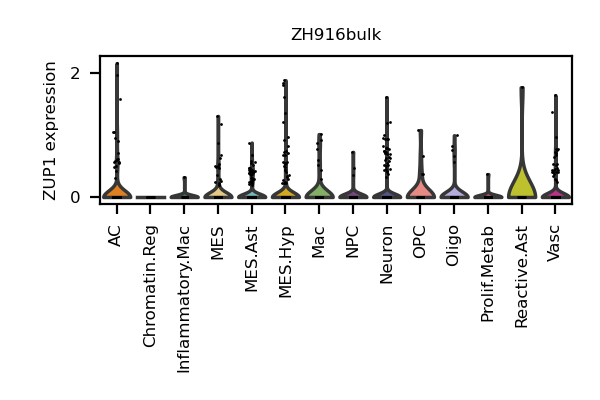 ZH916bulk
ZUP1 expression
2
0
AC
Chromatin.Reg
Inflammatory.Mac
MES
MES.Ast
MES.Hyp
Mac
NPC
Neuron
OPC
Oligo
Prolif.Metab
Reactive.Ast
Vasc